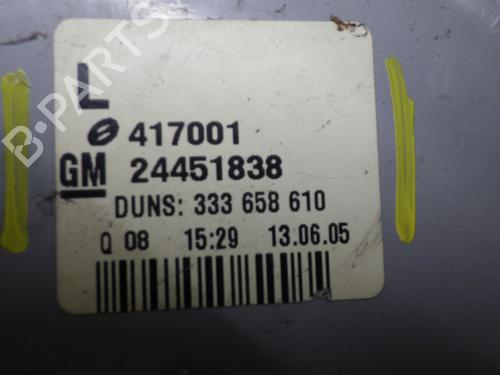 B-PARTS
L
417001
GM 24451838
DUNS: 333 658 610
Q 08 15:29 13.06.05